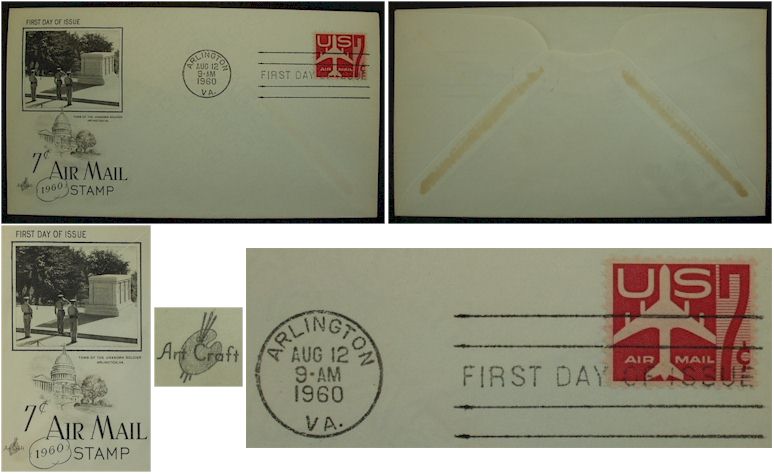 FIRST DAY OF ISSUE
TOMB OF THE UNKNOWN SOLDIER
ARLINGTON, VA.
7¢ AIR MAIL
1960 STAMP
ARLINGTON
AUG 12
9-AM
1960
VA.
US 7¢
AIR MAIL
FIRST DAY OF ISSUE
FIRST DAY OF ISSUE
TOMB OF THE UNKNOWN SOLDIER
ARLINGTON, VA.
7¢ AIR MAIL
Art Craft
1960 STAMP
Art Craft
ARLINGTON
AUG 12
9-AM
1960
VA.
US 7¢
AIR MAIL
FIRST DAY OF ISSUE